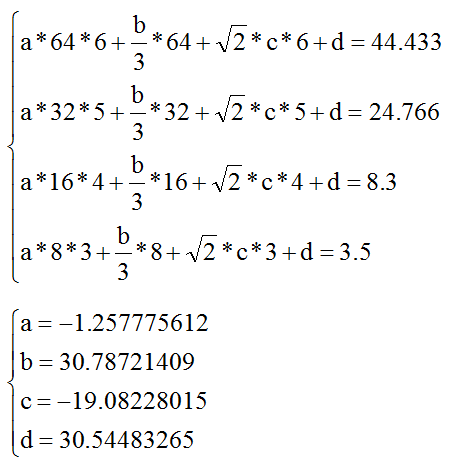 a*64*6+b/3*64+√2*c*6+d=44.433
a*32*5+b/3*32+√2*c*5+d=24.766
a*16*4+b/3*16+√2*c*4+d=8.3
a*8*3+b/3*8+√2*c*3+d=3.5
a=−1.257775612
b=30.78721409
c=−19.08228015
d=30.54483265